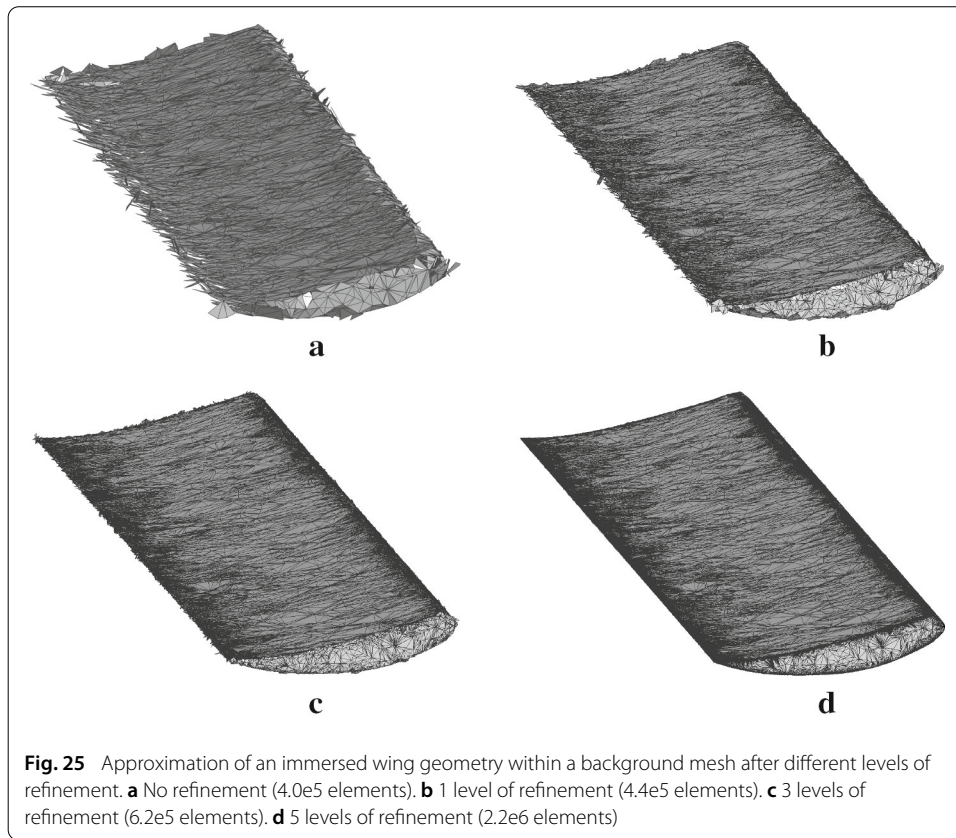 a
b
c
d
Fig. 25 Approximation of an immersed wing geometry within a background mesh after different levels of
refinement. a No refinement (4.0e5 elements). b 1 level of refinement (4.4e5 elements). c 3 levels of
refinement (6.2e5 elements). d 5 levels of refinement (2.2e6 elements)